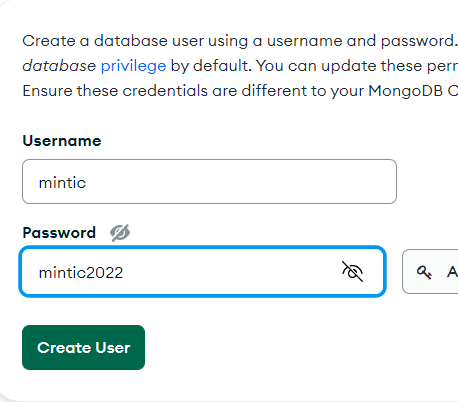 Create a database user using a username and password.
database privilege by default. You can update these
Ensure these credentials are different to your MongoDB
Username
mintic
Password
mintic2022
Create User